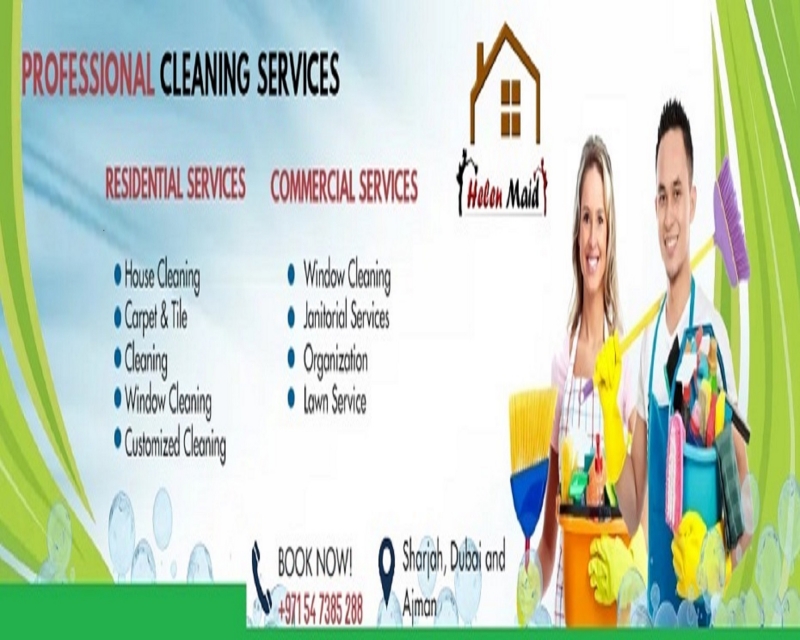 PROFESSIONAL CLEANING SERVICES
Helen Maid
RESIDENTIAL SERVICES
House Cleaning
Carpet & Tile
Cleaning
Window Cleaning
Customized Cleaning
COMMERCIAL SERVICES
Window Cleaning
Janitorial Services
Organization
Lawn Service
BOOK NOW!
+971 54 7385 288
Sharjah, Dubai and
Ajman